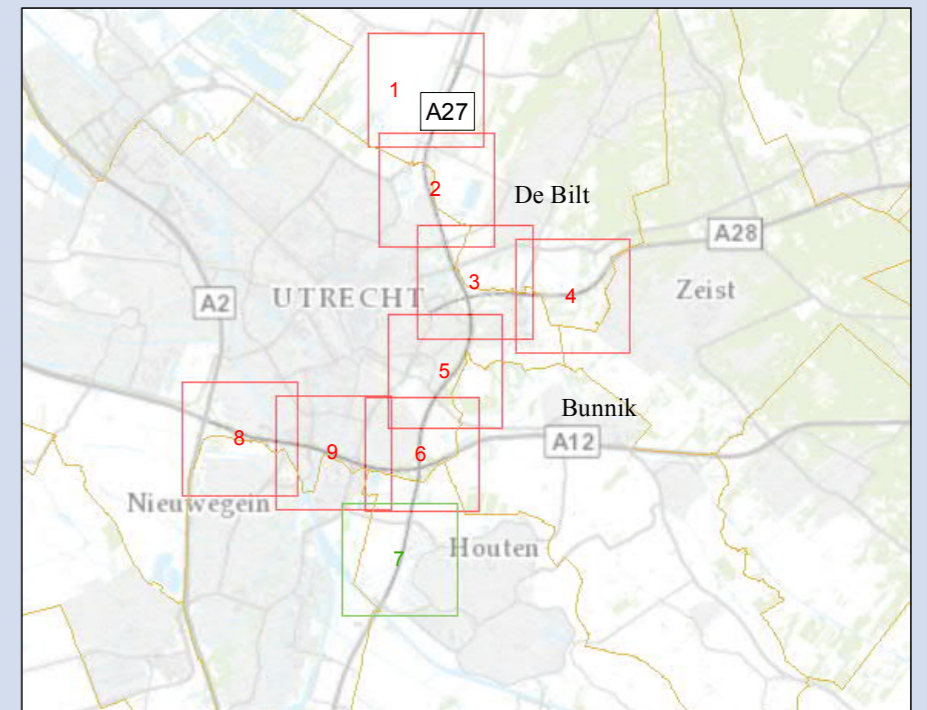 1
A27
2
De Bilt
A28
3
4
Zeist
UTRECHT
A2
5
Bunnik
8
9
6
A12
Nieuwegein
7
Houten